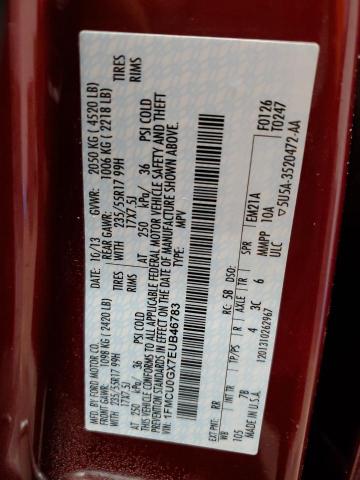 MFD. BY FORD MOTOR CO.
DATE: 10/13 GVWR: 2050 KG (4520 LB)
FRONT GAWR: 1098 KG (2420 LB) REAR GAWR: 1006 KG (2218 LB)
WITH 235/55R17 99H TIRES WITH 235/55R17 99H TIRES
17X7.5J RIMS 17X7.5J RIMS
AT 250 kPa/ 36 PSI COLD AT 250 kPa/ 36 PSI COLD
THIS VEHICLE CONFORMS TO ALL APPLICABLE FEDERAL MOTOR VEHICLE SAFETY AND THEFT
PREVENTION STANDARDS IN EFFECT ON THE DATE OF MANUFACTURE SHOWN ABOVE.
VIN: 1FMCU0GX7EUB46783
TYPE: MPV
F0126
T0247
EXT PNT: RR RC: 58 DSO:
WB INT TR TP/PS R AXLE TR SPR EM21A
105 7B 4 3C 6 MMPP 10A
ULC
MADE IN U.S.A. 1201310262967 5U5A-3520472-AA